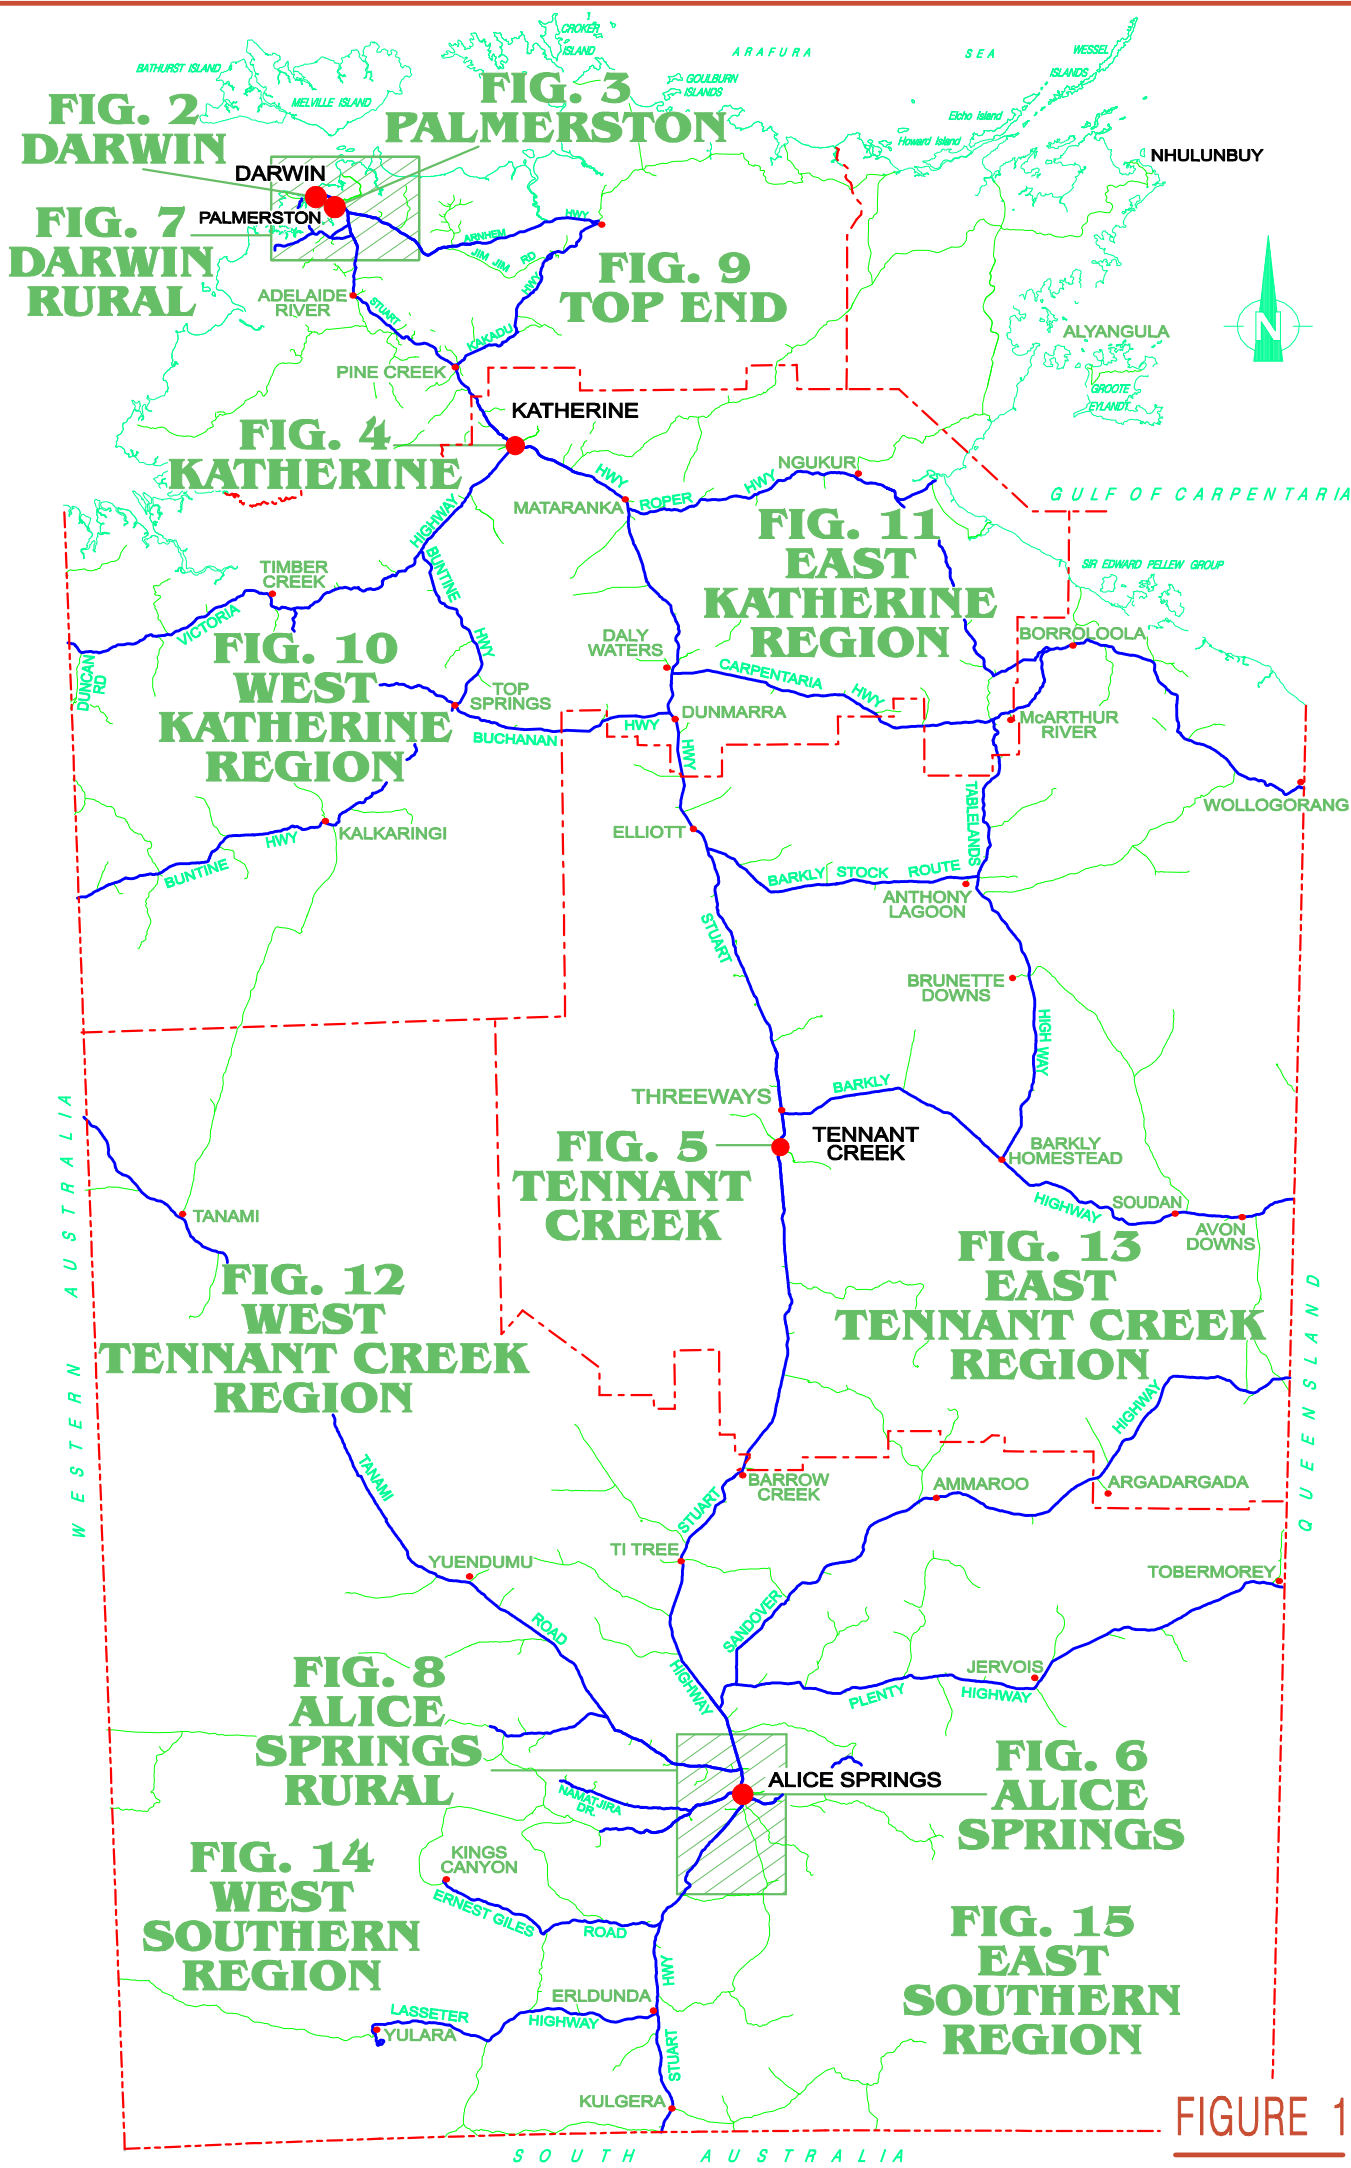 CROKER
ISLAND
ARAFURA SEA
WESSEL
ISLANDS
BATHURST ISLAND
MELVILLE ISLAND
GOULBURN
ISLANDS
Elcho Island
Howard Island
FIG. 2
DARWIN
FIG. 3
PALMERSTON
NHULUNBUY
DARWIN
PALMERSTON
FIG. 7
DARWIN
RURAL
ARNHEM HWY
JIM JIM RD
FIG. 9
TOP END
ADELAIDE
RIVER
STUART
KAKADU HWY
N
ALYANGULA
GROOTE
EYLANDT
PINE CREEK
KATHERINE
FIG. 4
KATHERINE
HWY
NGUKUR
MATARANKA
ROPER HWY
GULF OF CARPENTARIA
FIG. 11
EAST
KATHERINE
REGION
HIGHWAY
BUNTINE
HWY
TIMBER
CREEK
VICTORIA
SIR EDWARD PELLEW GROUP
DUNCAN
RD
FIG. 10
WEST
KATHERINE
REGION
DALY
WATERS
BORROLOOLA
CARPENTARIA HWY
TOP
SPRINGS
DUNMARRA
McARTHUR
RIVER
BUCHANAN HWY
HWY
TABLELANDS
WOLLOGORANG
ELLIOTT
KALKARINGI
BUNTINE HWY
BARKLY STOCK ROUTE
ANTHONY
LAGOON
STUART
BRUNETTE
DOWNS
HIGH WAY
THREEWAYS
BARKLY
WESTERN AUSTRALIA
FIG. 5
TENNANT
CREEK
TENNANT
CREEK
BARKLY
HOMESTEAD
HIGHWAY
SOUDAN
AVON
DOWNS
TANAMI
FIG. 13
EAST
TENNANT CREEK
REGION
FIG. 12
WEST
TENNANT CREEK
REGION
QUEENSLAND
HIGHWAY
TANAMI
BARROW
CREEK
AMMAROO
ARGADARGADA
STUART
TI TREE
YUENDUMU
TOBERMOREY
SANDOVER
ROAD
HIGHWAY
JERVOIS
PLENTY HIGHWAY
FIG. 8
ALICE
SPRINGS
RURAL
FIG. 6
ALICE
SPRINGS
ALICE SPRINGS
NAMATJIRA
DR.
KINGS
CANYON
FIG. 14
WEST
SOUTHERN
REGION
ERNEST GILES ROAD
FIG. 15
EAST
SOUTHERN
REGION
HWY
ERLDUNDA
LASSETER HIGHWAY
YULARA
STUART
KULGERA
FIGURE 1
SOUTH AUSTRALIA